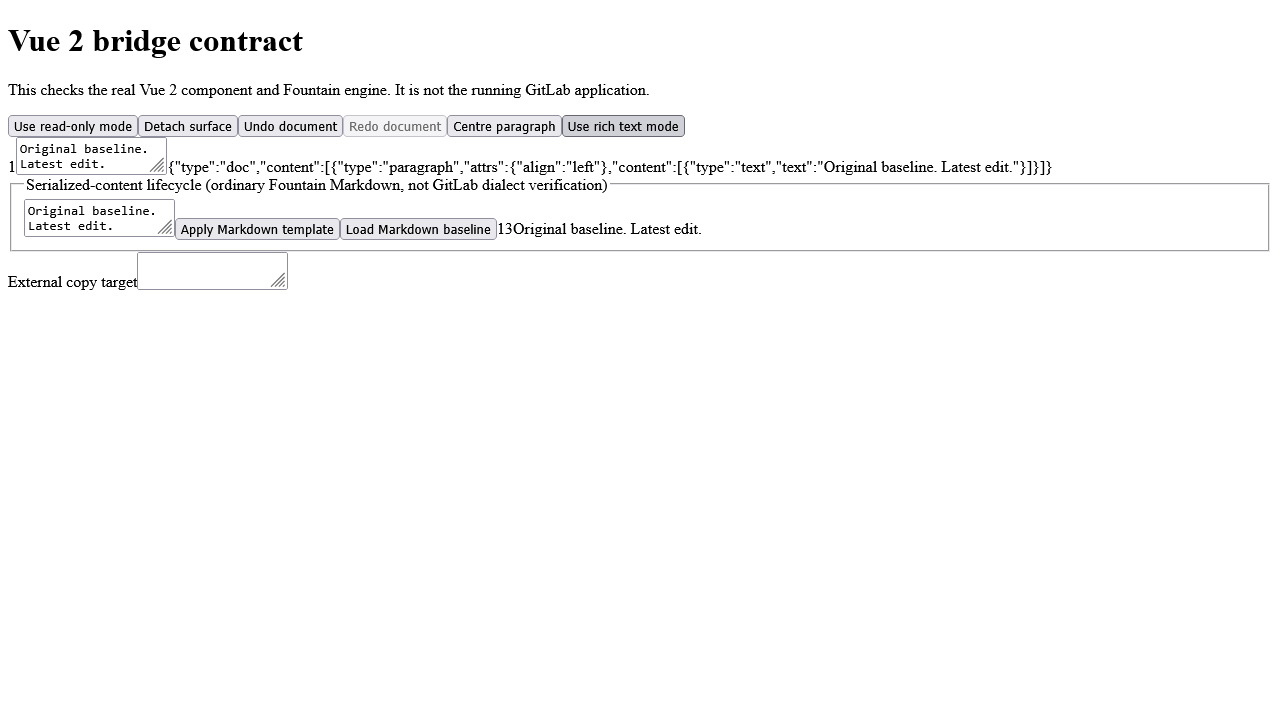 Vue 2 bridge contract
This checks the real Vue 2 component and Fountain engine. It is not the running GitLab application.
Use read-only mode Detach surface Undo document Redo document Centre paragraph Use rich text mode
1 Original baseline.
Latest edit. {"type":"doc","content":[{"type":"paragraph","attrs":{"align":"left"},"content":[{"type":"text","text":"Original baseline. Latest edit."}]}]}
Serialized-content lifecycle (ordinary Fountain Markdown, not GitLab dialect verification)
Original baseline.
Latest edit. Apply Markdown template Load Markdown baseline 13Original baseline. Latest edit.
External copy target